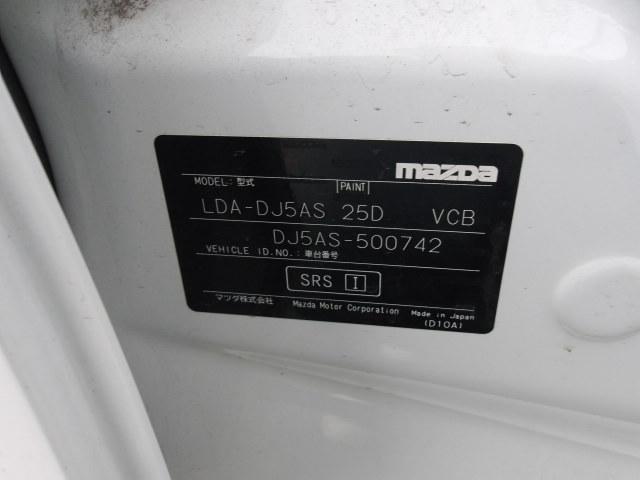 mazda
MODEL: 型式 PAINT
LDA-DJ5AS 25D VCB
DJ5AS-500742
VEHICLE ID.NO.: 車台番号
SRS I
マツダ株式会社 Mazda Motor Corporation Made in Japan
(D10A)